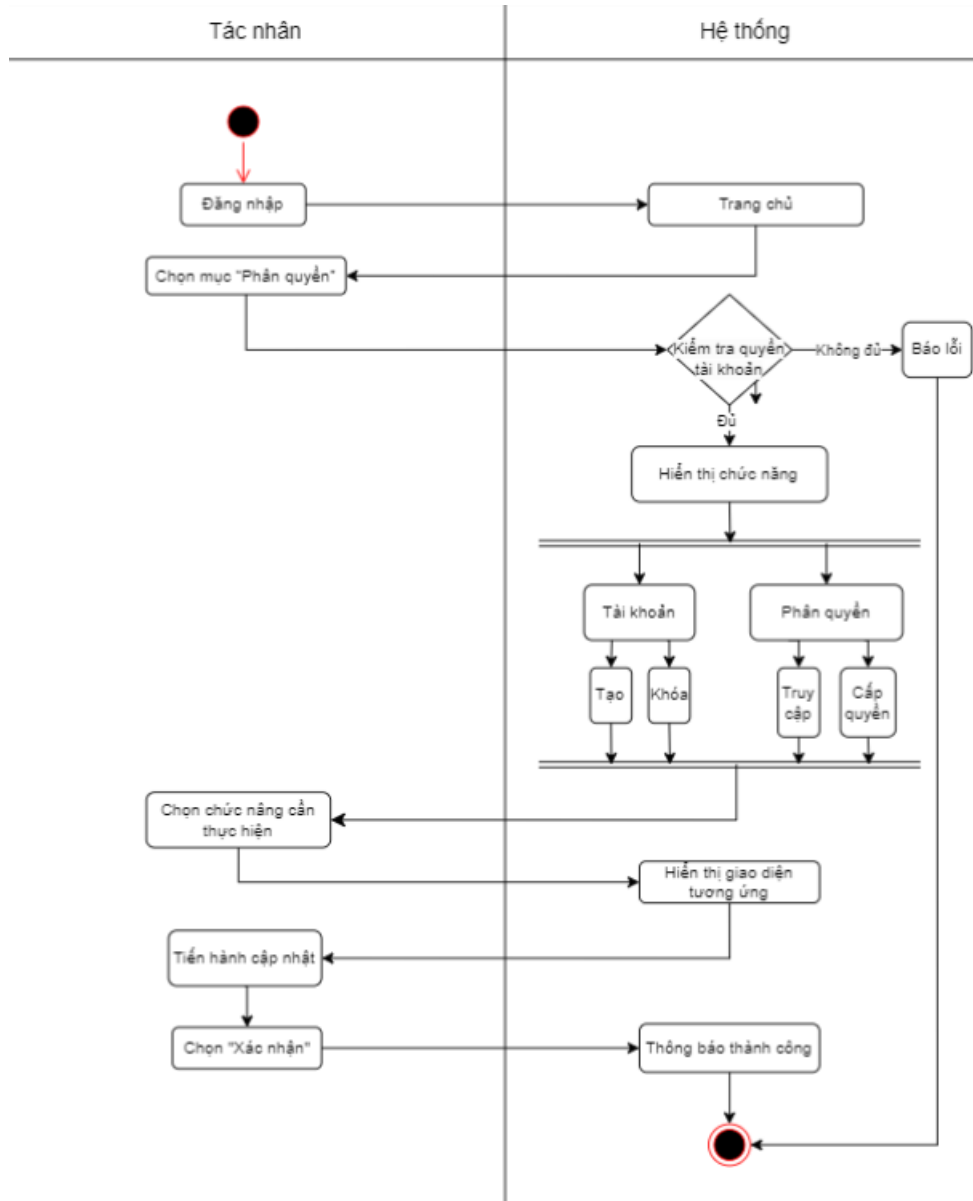 Tác nhân
Hệ thống
Đăng nhập
Trang chủ
Chọn mục "Phân quyền"
Kiểm tra quyền
tài khoản
Không đủ
Báo lỗi
Đủ
Hiển thị chức năng
Tài khoản
Phân quyền
Tạo
Khóa
Truy
cập
Cấp
quyền
Chọn chức nâng cần
thực hiện
Hiển thị giao diện
tương ứng
Tiến hành cập nhật
Chọn "Xác nhận"
Thông báo thành công